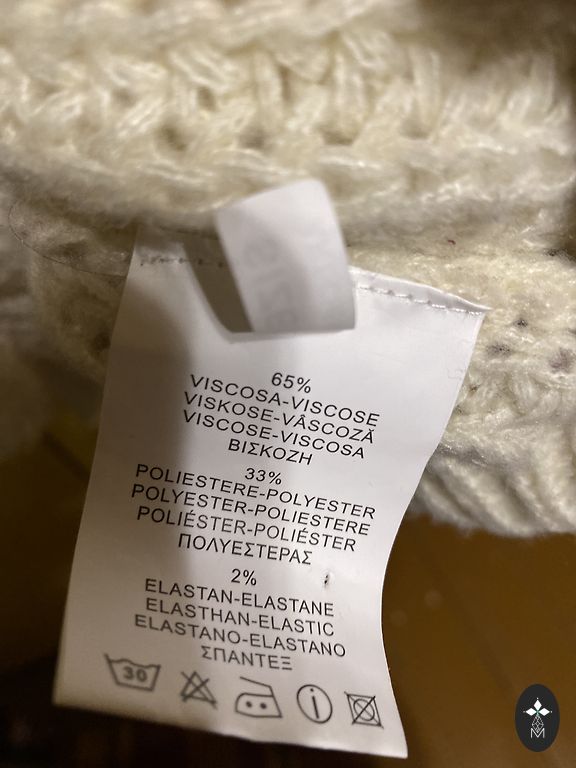 65%
VISCOSA-VISCOSE
VISKOSE-VÂSCOZĂ
VISCOSE-VISCOSA
ΒΙΣΚΟΖΗ
33%
POLIESTERE-POLYESTER
POLYESTER-POLIESTERE
POLIÉSTER-POLIÉSTER
ΠΟΛΥΕΣΤΕΡΑΣ
2%
ELASTAN-ELASTANE
ELASTHAN-ELASTIC
ELASTANO-ELASTANO
ΣΠΑΝΤΕΞ
30
i
M